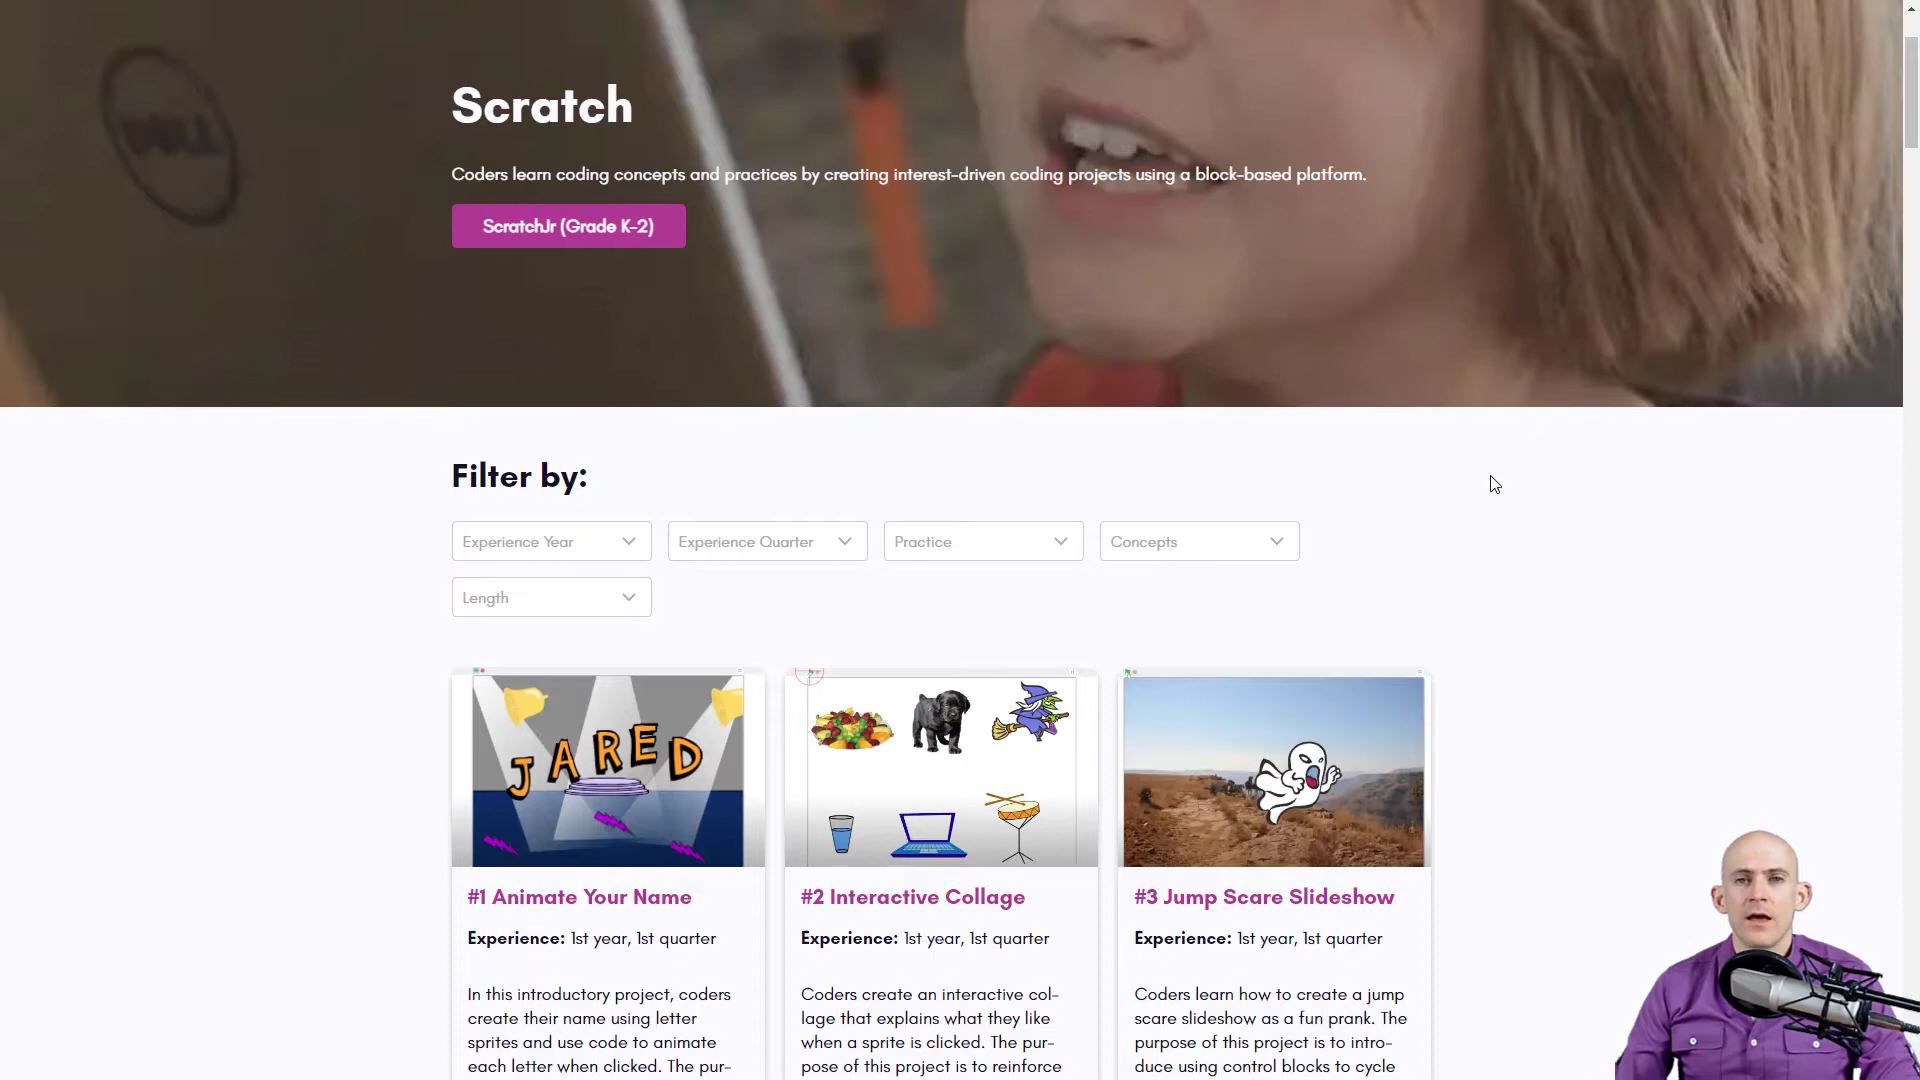 DELL
Scratch
Coders learn coding concepts and practices by creating interest-driven coding projects using a block-based platform.
ScratchJr (Grade K-2)
Filter by:
Experience Year
Experience Quarter
Practice
Concepts
Length
JARED
#1 Animate Your Name
Experience: 1st year, 1st quarter
In this introductory project, coders
create their name using letter
sprites and use code to animate
each letter when clicked. The pur-
#2 Interactive Collage
Experience: 1st year, 1st quarter
Coders create an interactive col-
lage that explains what they like
when a sprite is clicked. The pur-
pose of this project is to reinforce
#3 Jump Scare Slideshow
Experience: 1st year, 1st quarter
Coders learn how to create a jump
scare slideshow as a fun prank. The
purpose of this project is to intro-
duce using control blocks to cycle